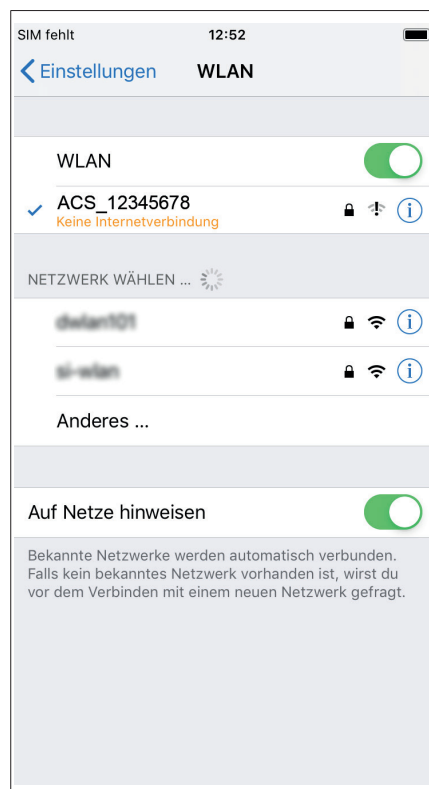 SIM fehlt 12:52
Einstellungen WLAN
WLAN
ACS_12345678
Keine Internetverbindung
NETZWERK WÄHLEN ...
Anderes ...
Auf Netze hinweisen
Bekannte Netzwerke werden automatisch verbunden.
Falls kein bekanntes Netzwerk vorhanden ist, wirst du
vor dem Verbinden mit einem neuen Netzwerk gefragt.